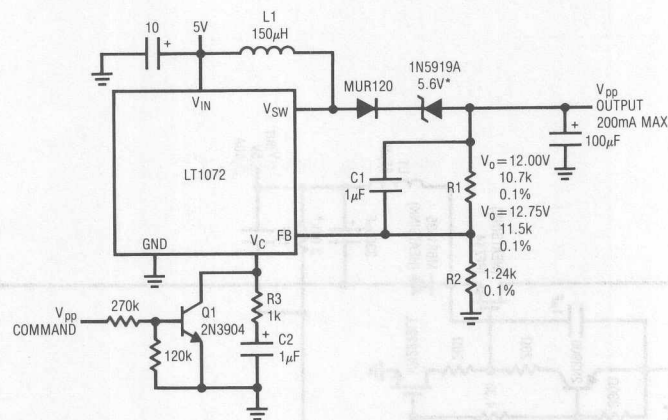 10
5V
L1
150μH
MUR120
1N5919A
5.6V*
Vpp
OUTPUT
200mA MAX
VIN
VSW
LT1072
C1
1μF
R1
VO=12.00V
10.7k
0.1%
VO=12.75V
11.5k
0.1%
100μF
FB
GND
VC
R2
1.24k
0.1%
Vpp
COMMAND
270k
120k
Q1
2N3904
R3
1k
C2
1μF